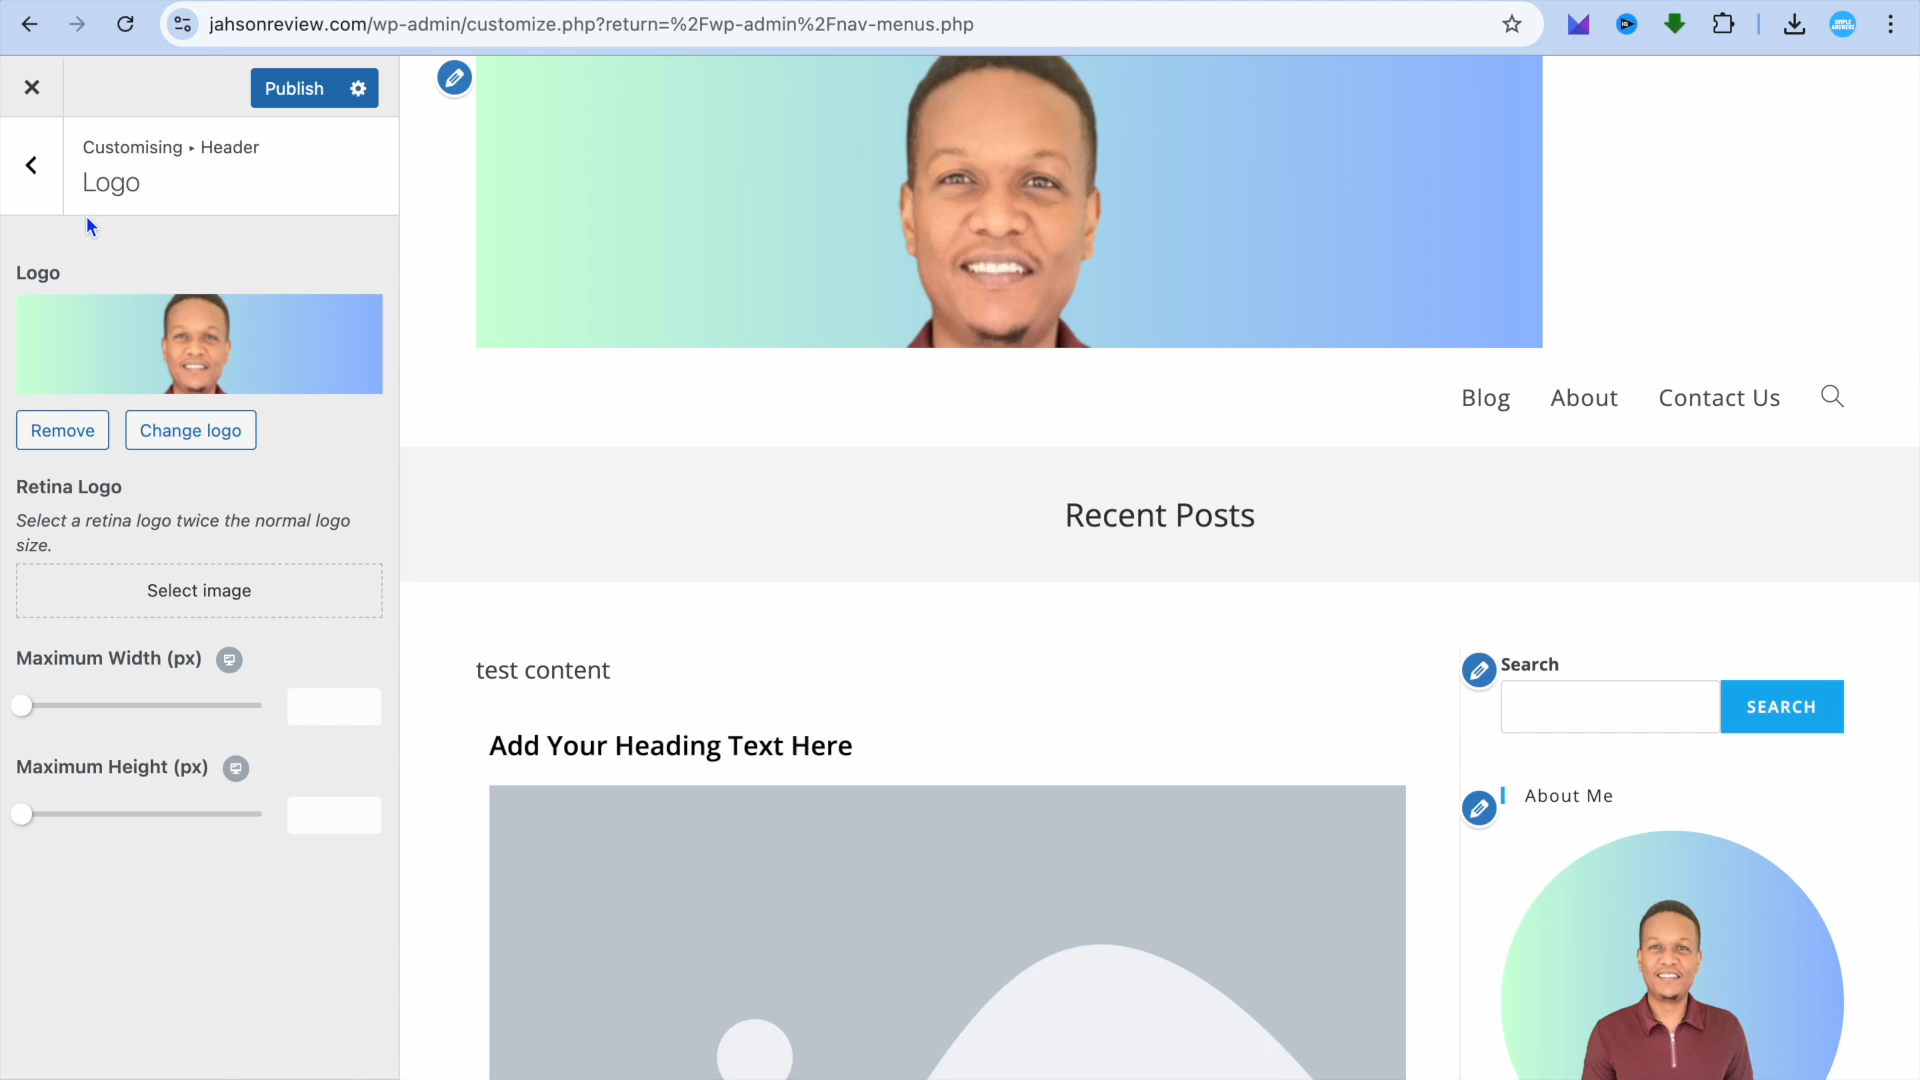 jahsonreview.com/wp-admin/customize.php?return=%2Fwp-admin%2Fnav-menus.php
Publish
Customising ▸ Header
Logo
Logo
Remove
Change logo
Retina Logo
Select a retina logo twice the normal logo
size.
Select image
Maximum Width (px)
Maximum Height (px)
Blog
About
Contact Us
Recent Posts
test content
Add Your Heading Text Here
Search
SEARCH
About Me